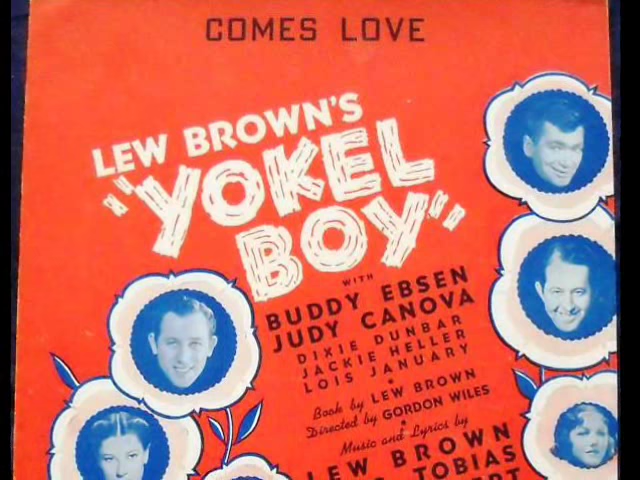 COMES LOVE
LEW BROWN'S
"YOKEL
BOY"
WITH
BUDDY EBSEN
JUDY CANOVA
DIXIE DUNBAR
JACKIE HELLER
LOIS JANUARY
Book by LEW BROWN
Directed by GORDON WILES
Music and Lyrics by
LEW BROWN
TOBIAS